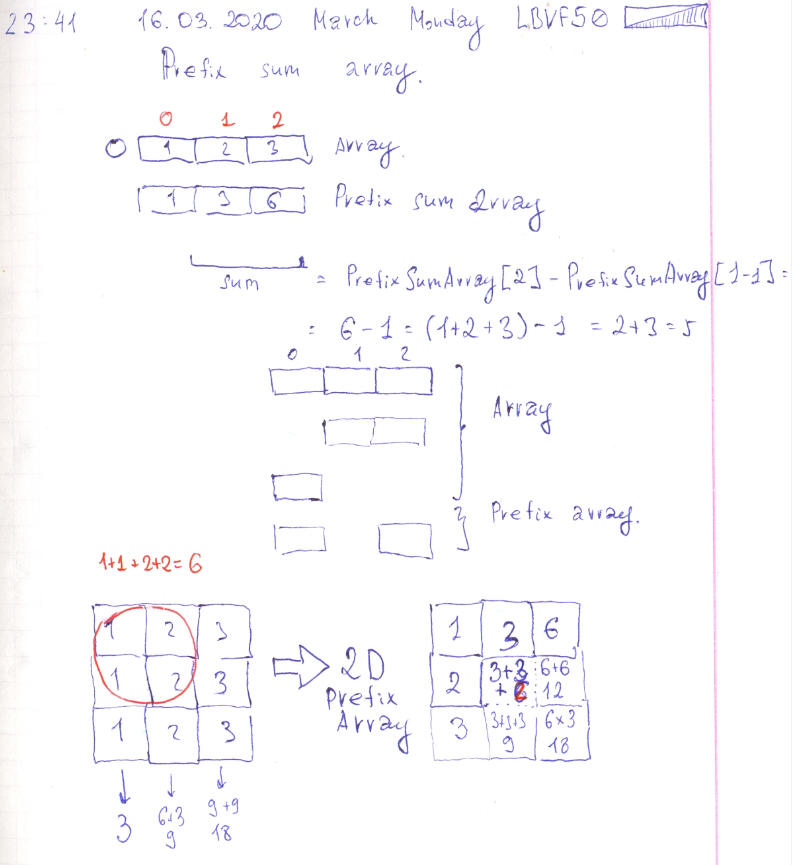 23:41 16.03.2020 March Monday LBVF50
Prefix sum array.
0 1 2
0 1 2 3 Array.
1 3 6 Prefix sum array
sum = PrefixSumArray[2] - PrefixSumArray[1-1] =
= 6 - 1 = (1+2+3) - 1 = 2+3=5
0 1 2
Array
Prefix array.
1+1+2+2=6
1 2 3
1 2 3
1 2 3
3
6+3
9
9+9
18
2D
Prefix
Array
1 3 6
2 3+3 6+6
+ 12
3 3+3+3 6x3
9 18